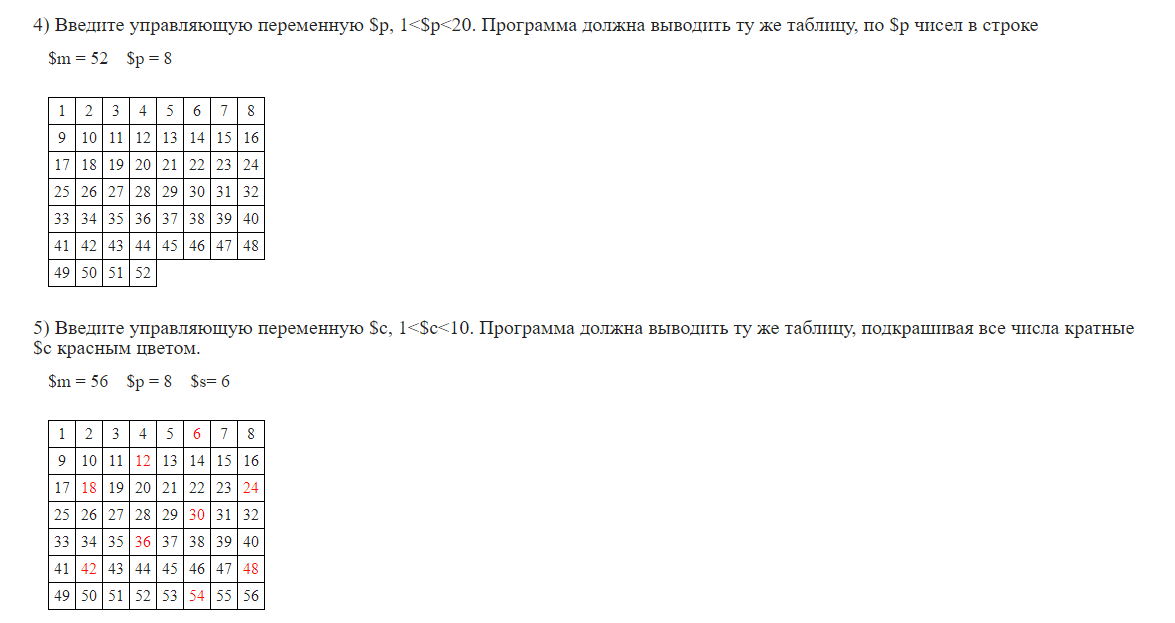 4) Введите управляющую переменную $p, 1<$p<20. Программа должна выводить ту же таблицу, по $p чисел в строке
$m = 52 $p = 8
1 2 3 4 5 6 7 8
9 10 11 12 13 14 15 16
17 18 19 20 21 22 23 24
25 26 27 28 29 30 31 32
33 34 35 36 37 38 39 40
41 42 43 44 45 46 47 48
49 50 51 52
5) Введите управляющую переменную $c, 1<$c<10. Программа должна выводить ту же таблицу, подкрашивая все числа кратные
$c красным цветом.
$m = 56 $p = 8 $s= 6
1 2 3 4 5 6 7 8
9 10 11 12 13 14 15 16
17 18 19 20 21 22 23 24
25 26 27 28 29 30 31 32
33 34 35 36 37 38 39 40
41 42 43 44 45 46 47 48
49 50 51 52 53 54 55 56